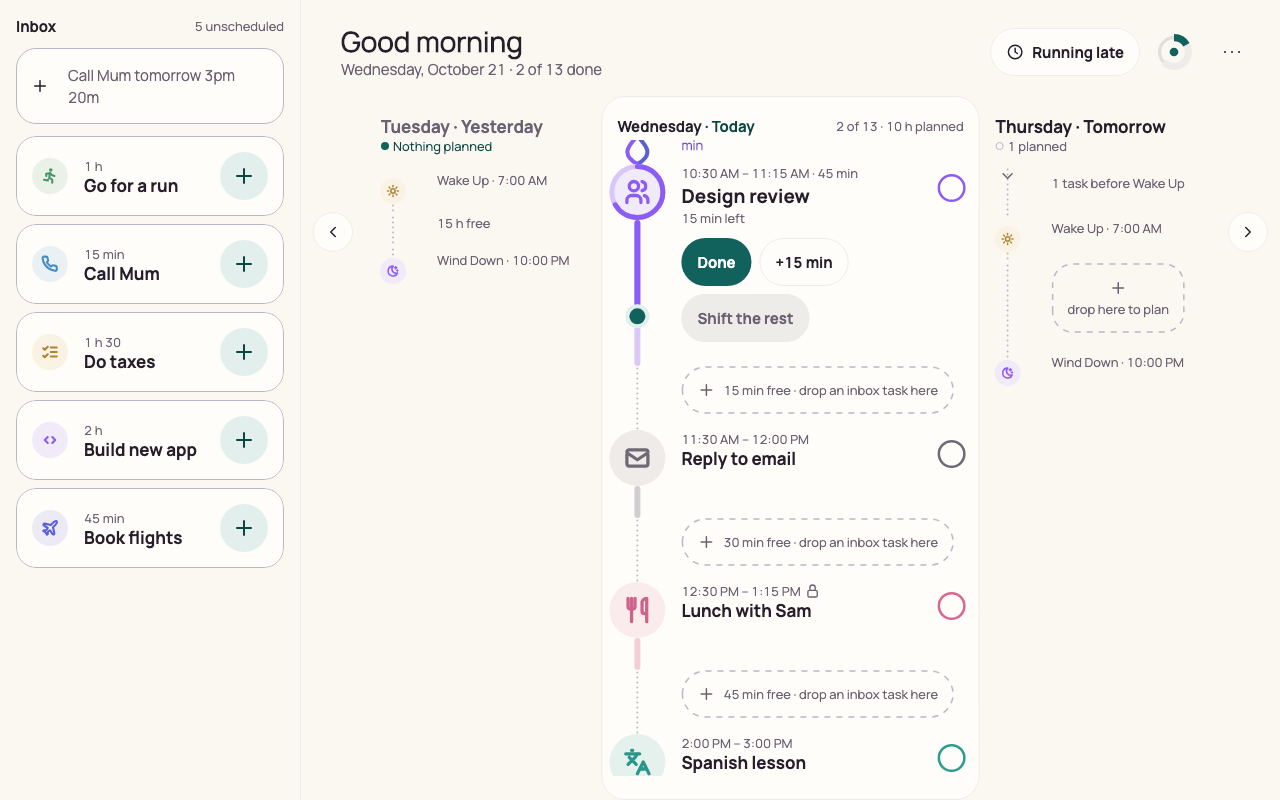 Inbox
5 unscheduled
Call Mum tomorrow 3pm
20m
1 h
Go for a run
15 min
Call Mum
1 h 30
Do taxes
2 h
Build new app
45 min
Book flights
Good morning
Wednesday, October 21 · 2 of 13 done
Running late
Tuesday · Yesterday
Nothing planned
Wake Up · 7:00 AM
15 h free
Wind Down · 10:00 PM
Wednesday · Today
2 of 13 · 10 h planned
min
10:30 AM – 11:15 AM · 45 min
Design review
15 min left
Done
+15 min
Shift the rest
15 min free · drop an inbox task here
11:30 AM – 12:00 PM
Reply to email
30 min free · drop an inbox task here
12:30 PM – 1:15 PM
Lunch with Sam
45 min free · drop an inbox task here
2:00 PM – 3:00 PM
Spanish lesson
Thursday · Tomorrow
1 planned
1 task before Wake Up
Wake Up · 7:00 AM
drop here to plan
Wind Down · 10:00 PM